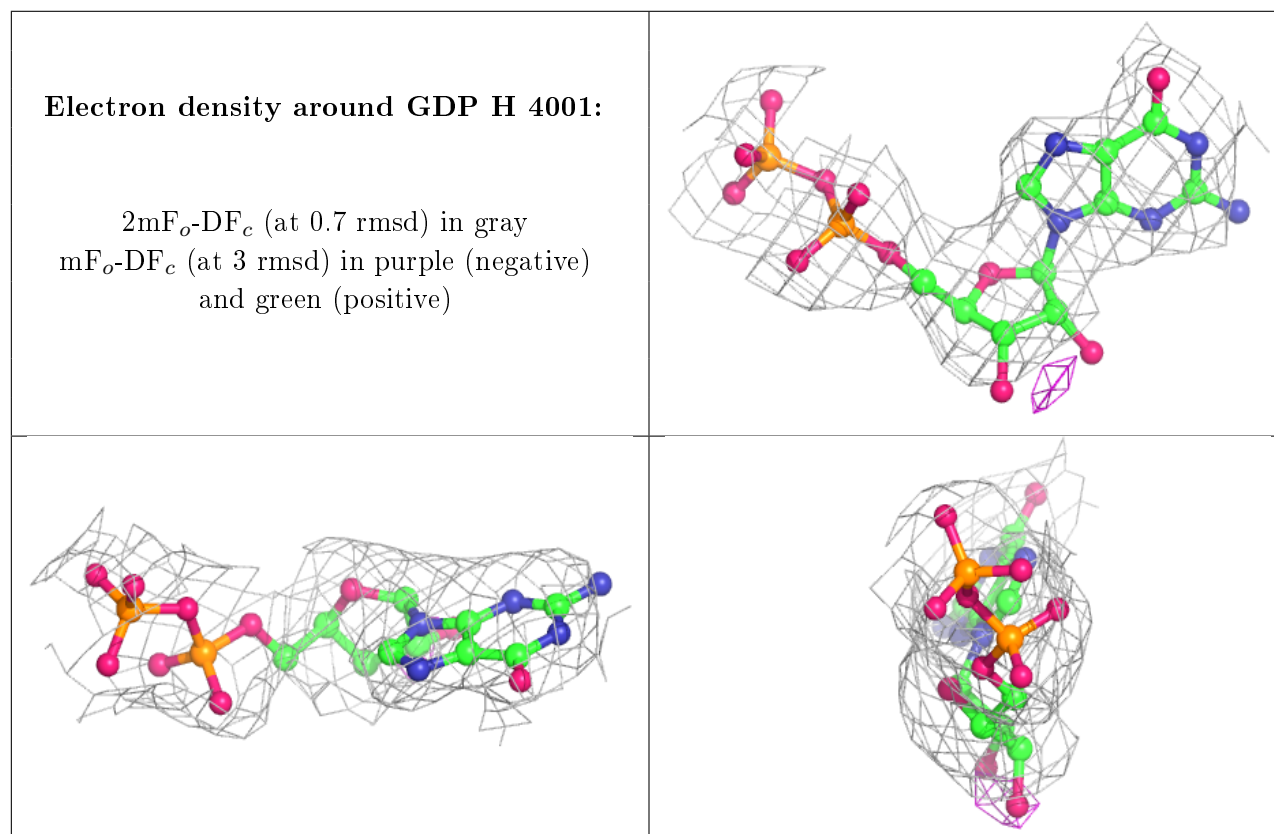 Electron density around GDP H 4001:
2mFo-DFc (at 0.7 rmsd) in gray
mFo-DFc (at 3 rmsd) in purple (negative)
and green (positive)